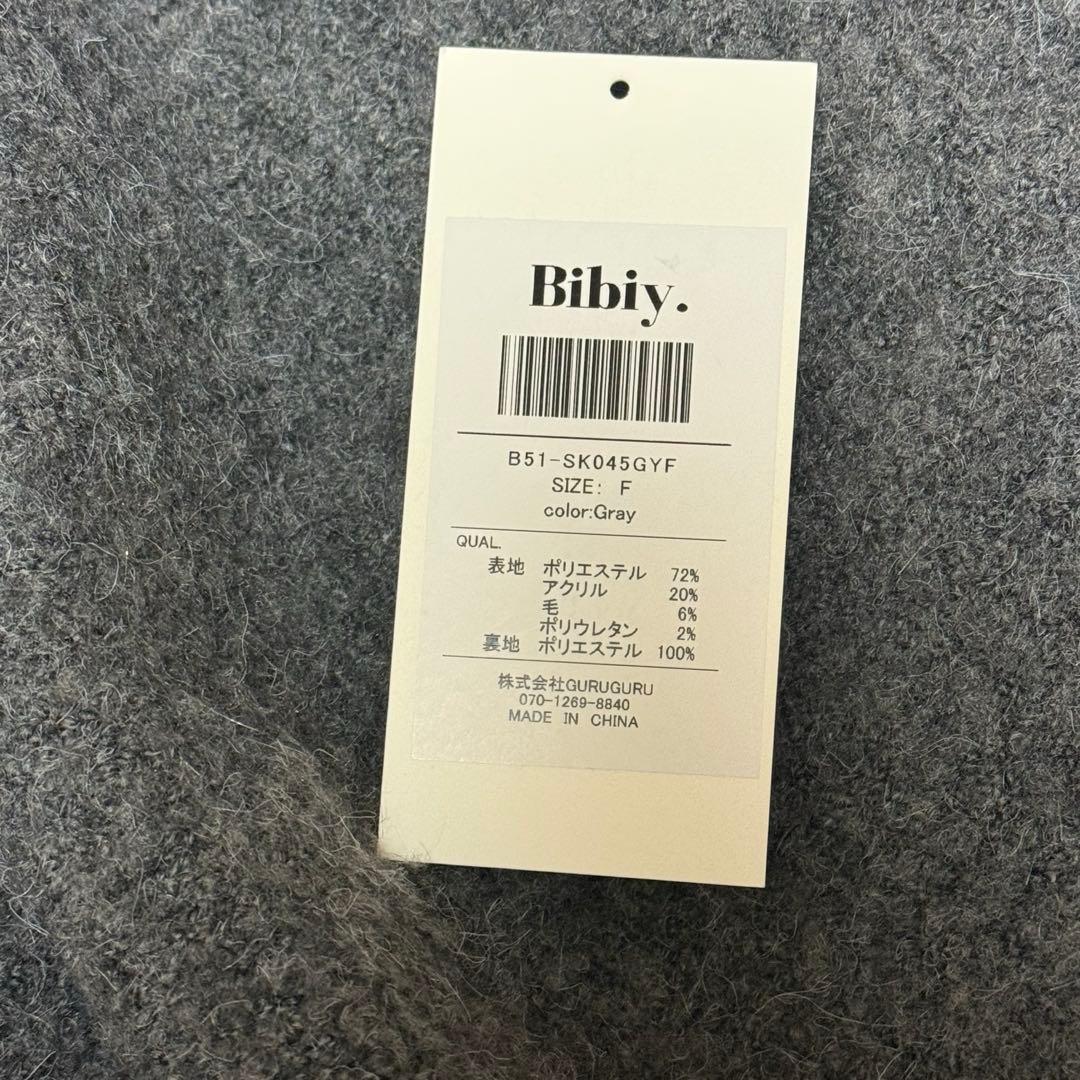 Bibiy.
B51-SK045GYF
SIZE: F
color:Gray
QUAL.
表地 ポリエステル 72%
アクリル 20%
毛 6%
ポリウレタン 2%
裏地 ポリエステル 100%
株式会社GURUGURU
070-1269-8840
MADE IN CHINA